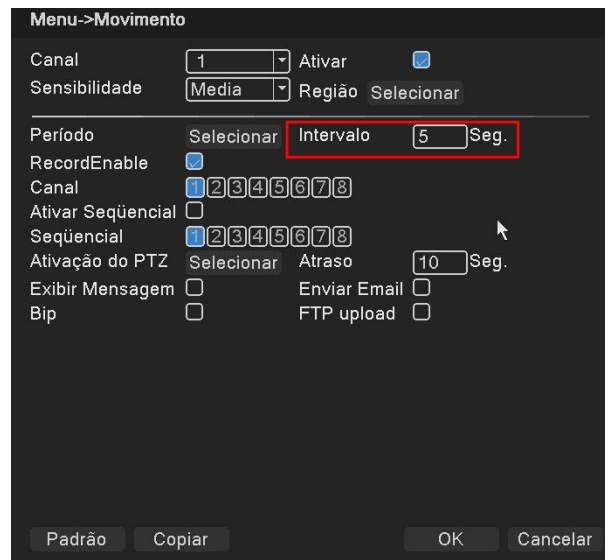 Menu->Movimento
Canal 1 Ativar
Sensibilidade Media Região Selecionar
Período Selecionar Intervalo 5 Seg.
RecordEnable
Canal 1 2 3 4 5 6 7 8
Ativar Seqüencial
Seqüencial 1 2 3 4 5 6 7 8
Ativação do PTZ Selecionar Atraso 10 Seg.
Exibir Mensagem Enviar Email
Bip FTP upload
Padrão Copiar OK Cancelar